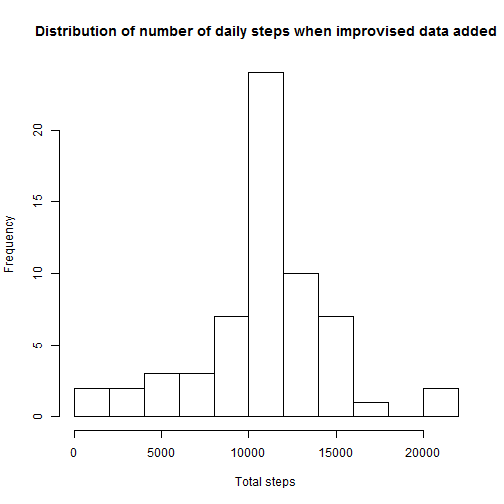 Distribution of number of daily steps when improvised data added
Frequency
20
15
10
5
0
0 5000 10000 15000 20000
Total steps